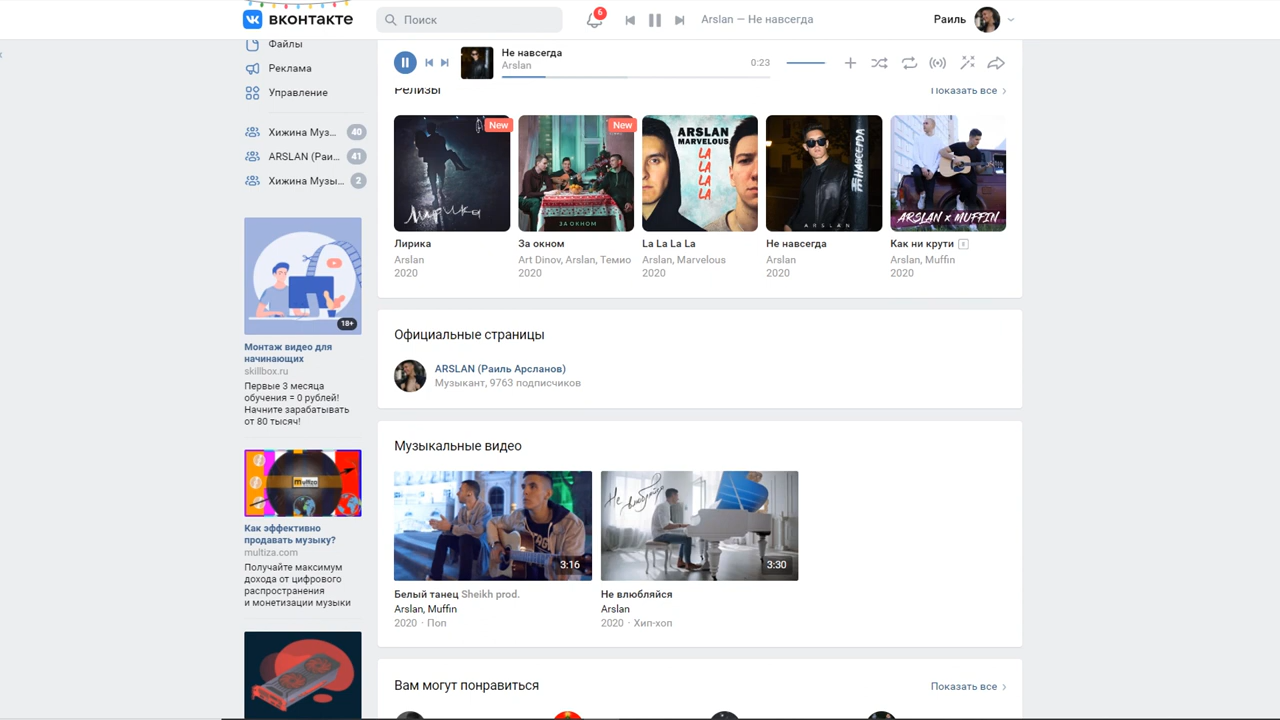 вконтакте
Поиск
6
Arslan — Не навсегда
Раиль
Файлы
Реклама
Управление
Хижина Муз... 40
ARSLAN (Раи... 41
Хижина Музы... 2
18+
Монтаж видео для
начинающих
skillbox.ru
Первые 3 месяца
обучения = 0 рублей!
Начните зарабатывать
от 80 тысяч!
multiza
Как эффективно
продавать музыку?
multiza.com
Получайте максимум
дохода от цифрового
распространения
и монетизации музыки
Не навсегда
Arslan
0:23
Релизы
Показать все
New
Лирика
Лирика
Arslan
2020
New
ЗА ОКНОМ
За окном
Art Dinov, Arslan, Темио
2020
ARSLAN
MARVELOUS
LA
LA
LA
LA
La La La La
Arslan, Marvelous
2020
НЕ НАВСЕГДА
ARSLAN
Не навсегда
Arslan
2020
ARSLAN x MUFFIN
Как ни крути E
Arslan, Muffin
2020
Официальные страницы
ARSLAN (Раиль Арсланов)
Музыкант, 9763 подписчиков
Музыкальные видео
3:16
Белый танец Sheikh prod.
Arslan, Muffin
2020 · Поп
Не влюбляйся
3:30
Не влюбляйся
Arslan
2020 · Хип-хоп
Вам могут понравиться
Показать все